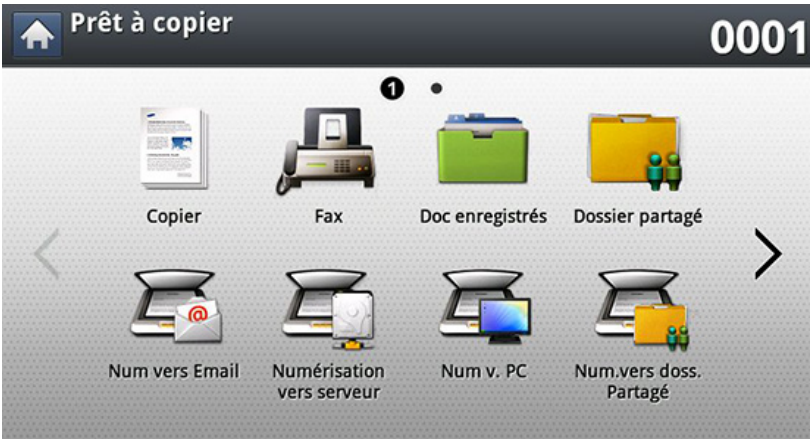 Prêt à copier
0001
1
Copier
Fax
Doc enregistrés
Dossier partagé
@
Num vers Email
Numérisation
vers serveur
Num v. PC
Num.vers doss.
Partagé